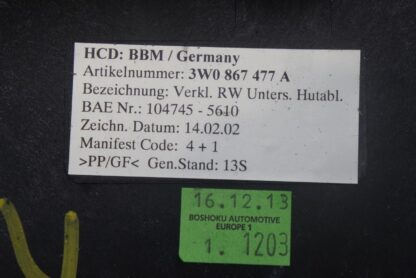 HCD: BBM / Germany
Artikelnummer: 3W0 867 477 A
Bezeichnung: Verkl. RW Unters. Hutabl.
BAE Nr.: 104745 - 5610
Zeichn. Datum: 14.02.02
Manifest Code: 4 + 1
>PP/GF< Gen.Stand: 13S
16.12.13
BOSHOKU AUTOMOTIVE
EUROPE 1
1. 1203